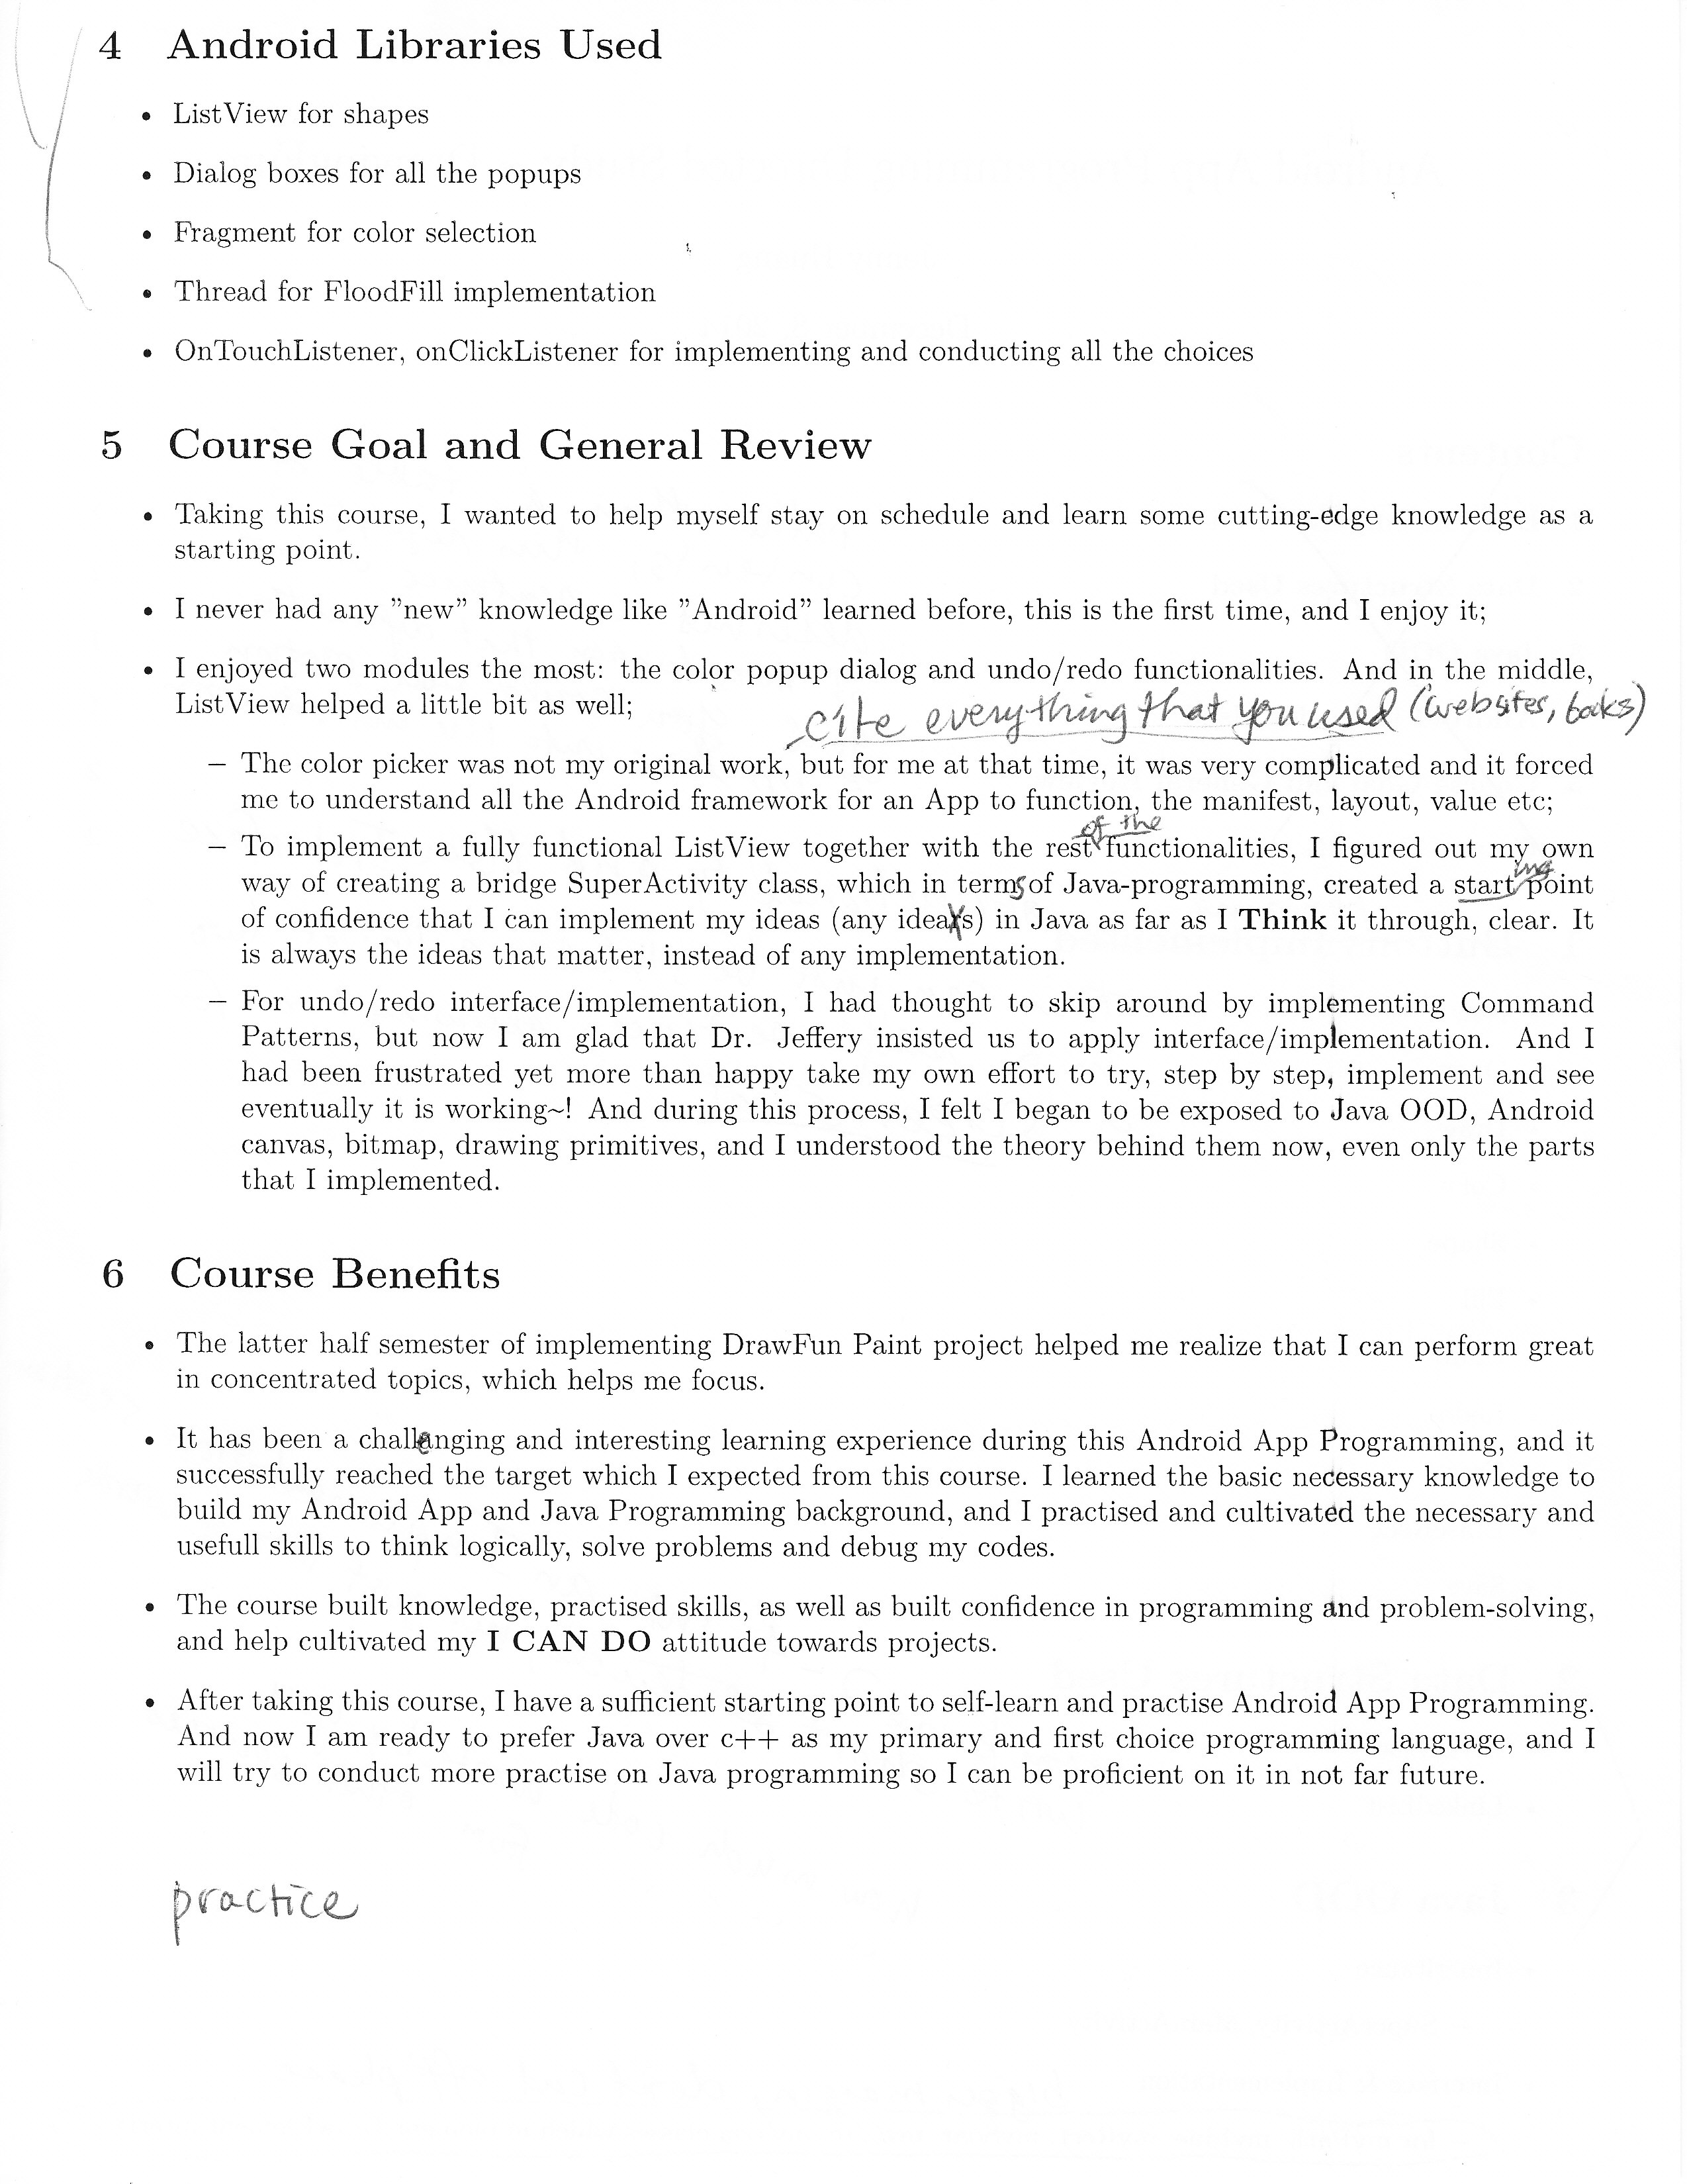 4 Android Libraries Used
• ListView for shapes
• Dialog boxes for all the popups
• Fragment for color selection
• Thread for FloodFill implementation
• OnTouchListener, onClickListener for implementing and conducting all the choices
5 Course Goal and General Review
• Taking this course, I wanted to help myself stay on schedule and learn some cutting-edge knowledge as a
starting point.
• I never had any ”new” knowledge like ”Android” learned before, this is the first time, and I enjoy it;
• I enjoyed two modules the most: the color popup dialog and undo/redo functionalities. And in the middle,
ListView helped a little bit as well;
cite everything that you used (websites, books)
– The color picker was not my original work, but for me at that time, it was very complicated and it forced
me to understand all the Android framework for an App to function, the manifest, layout, value etc;
of the
– To implement a fully functional ListView together with the rest functionalities, I figured out my own
ing
way of creating a bridge SuperActivity class, which in terms of Java-programming, created a start point
of confidence that I can implement my ideas (any ideas) in Java as far as I Think it through, clear. It
is always the ideas that matter, instead of any implementation.
– For undo/redo interface/implementation, I had thought to skip around by implementing Command
Patterns, but now I am glad that Dr. Jeffery insisted us to apply interface/implementation. And I
had been frustrated yet more than happy take my own effort to try, step by step, implement and see
eventually it is working~! And during this process, I felt I began to be exposed to Java OOD, Android
canvas, bitmap, drawing primitives, and I understood the theory behind them now, even only the parts
that I implemented.
6 Course Benefits
• The latter half semester of implementing DrawFun Paint project helped me realize that I can perform great
in concentrated topics, which helps me focus.
• It has been a challenging and interesting learning experience during this Android App Programming, and it
successfully reached the target which I expected from this course. I learned the basic necessary knowledge to
build my Android App and Java Programming background, and I practised and cultivated the necessary and
usefull skills to think logically, solve problems and debug my codes.
• The course built knowledge, practised skills, as well as built confidence in programming and problem-solving,
and help cultivated my I CAN DO attitude towards projects.
• After taking this course, I have a sufficient starting point to self-learn and practise Android App Programming.
And now I am ready to prefer Java over c++ as my primary and first choice programming language, and I
will try to conduct more practise on Java programming so I can be proficient on it in not far future.
practice